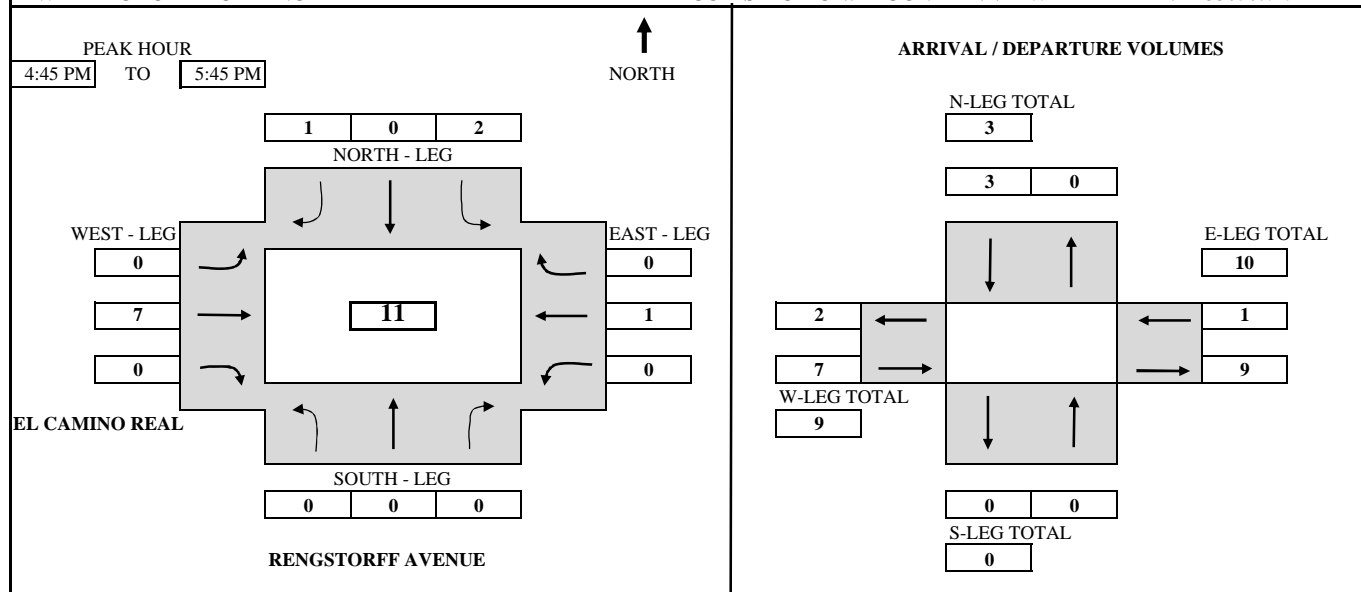 PEAK HOUR
4:45 PM TO 5:45 PM
NORTH
1 0 2
NORTH - LEG
WEST - LEG
EAST - LEG
0 0
7 11 1
0 0
EL CAMINO REAL
SOUTH - LEG
0 0 0
RENGSTORFF AVENUE
ARRIVAL / DEPARTURE VOLUMES
N-LEG TOTAL
3
3 0
E-LEG TOTAL
10
2 1
7 9
W-LEG TOTAL
9
0 0
S-LEG TOTAL
0